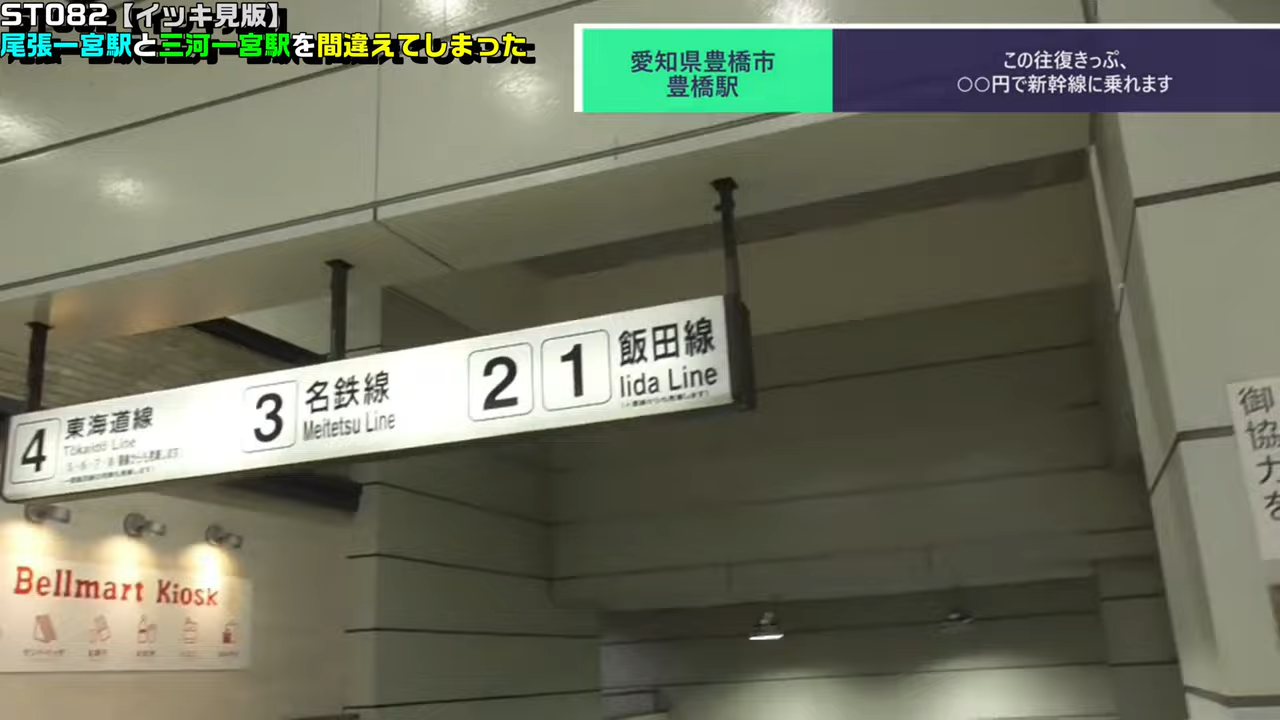 ST082【イッキ見版】
尾張一宮駅と三河一宮駅を間違えてしまった
愛知県豊橋市
豊橋駅
この往復きっぷ、
○○円で新幹線に乗れます
4 東海道線
Tōkaidō Line
3 名鉄線
Meitetsu Line
2 1 飯田線
Iida Line
Bellmart Kiosk
御協力を